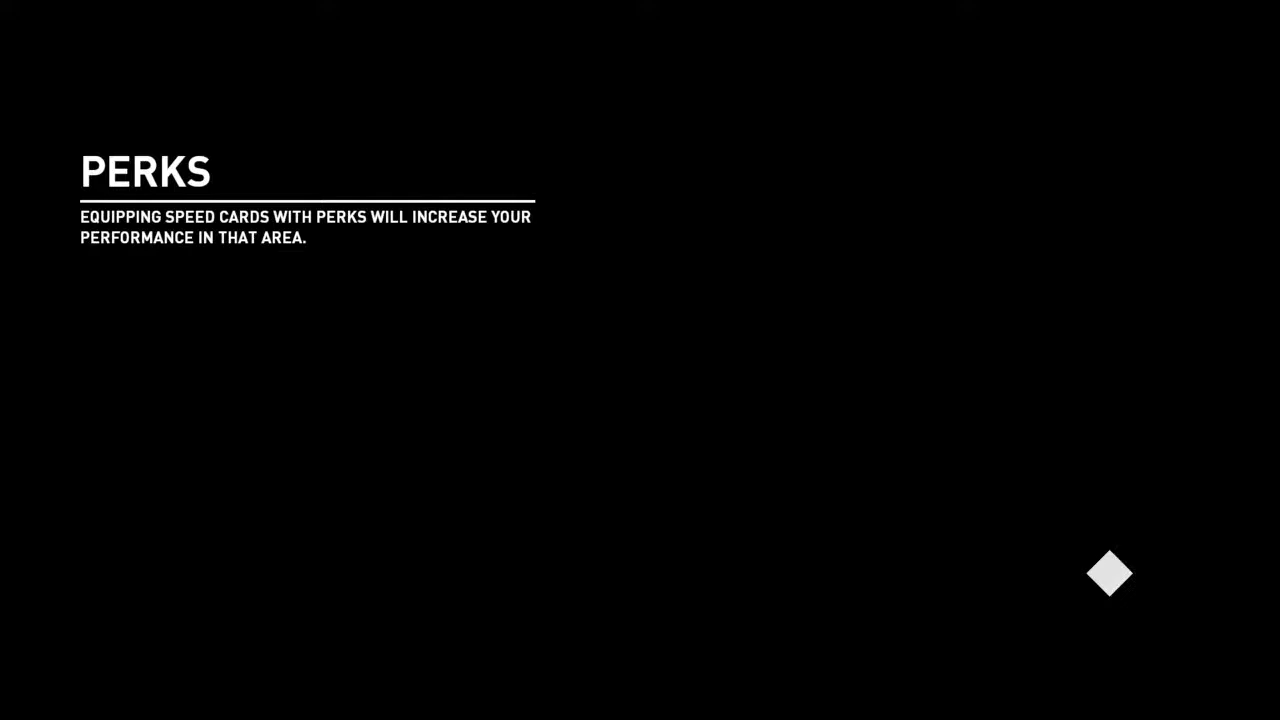 PERKS
EQUIPPING SPEED CARDS WITH PERKS WILL INCREASE YOUR
PERFORMANCE IN THAT AREA.